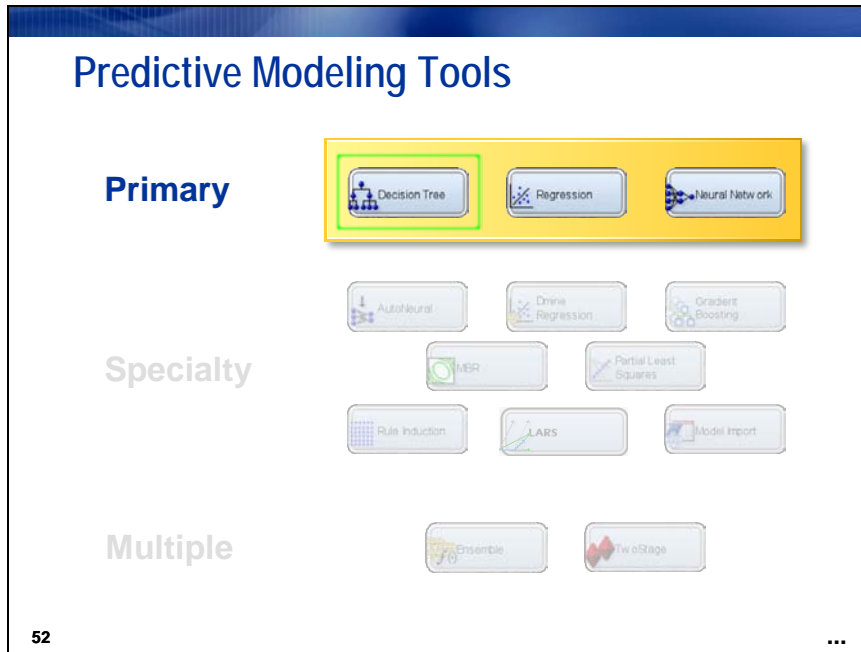 Predictive Modeling Tools
Primary
Decision Tree
Regression
Neural Network
AutoNeural
Dmine
Regression
Gradient
Boosting
Specialty
MBR
Partial Least
Squares
Rule Induction
LARS
Model Import
Multiple
Ensemble
TwoStage
52
...